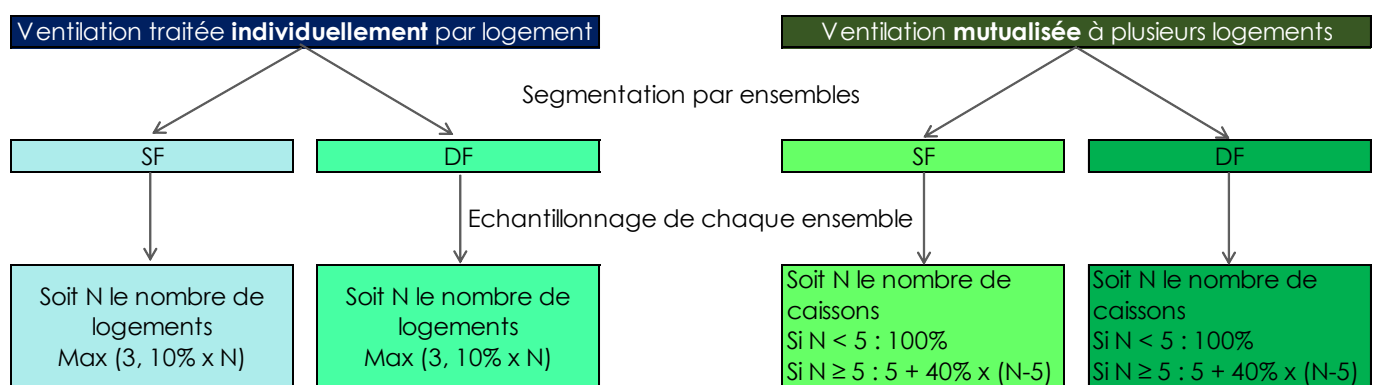 Ventilation traitée individuellement par logement
Ventilation mutualisée à plusieurs logements
Segmentation par ensembles
SF
DF
SF
DF
Echantillonnage de chaque ensemble
Soit N le nombre de
logements
Max (3, 10% x N)
Soit N le nombre de
logements
Max (3, 10% x N)
Soit N le nombre de
caissons
Si N < 5 : 100%
Si N ≥ 5 : 5 + 40% x (N-5)
Soit N le nombre de
caissons
Si N < 5 : 100%
Si N ≥ 5 : 5 + 40% x (N-5)